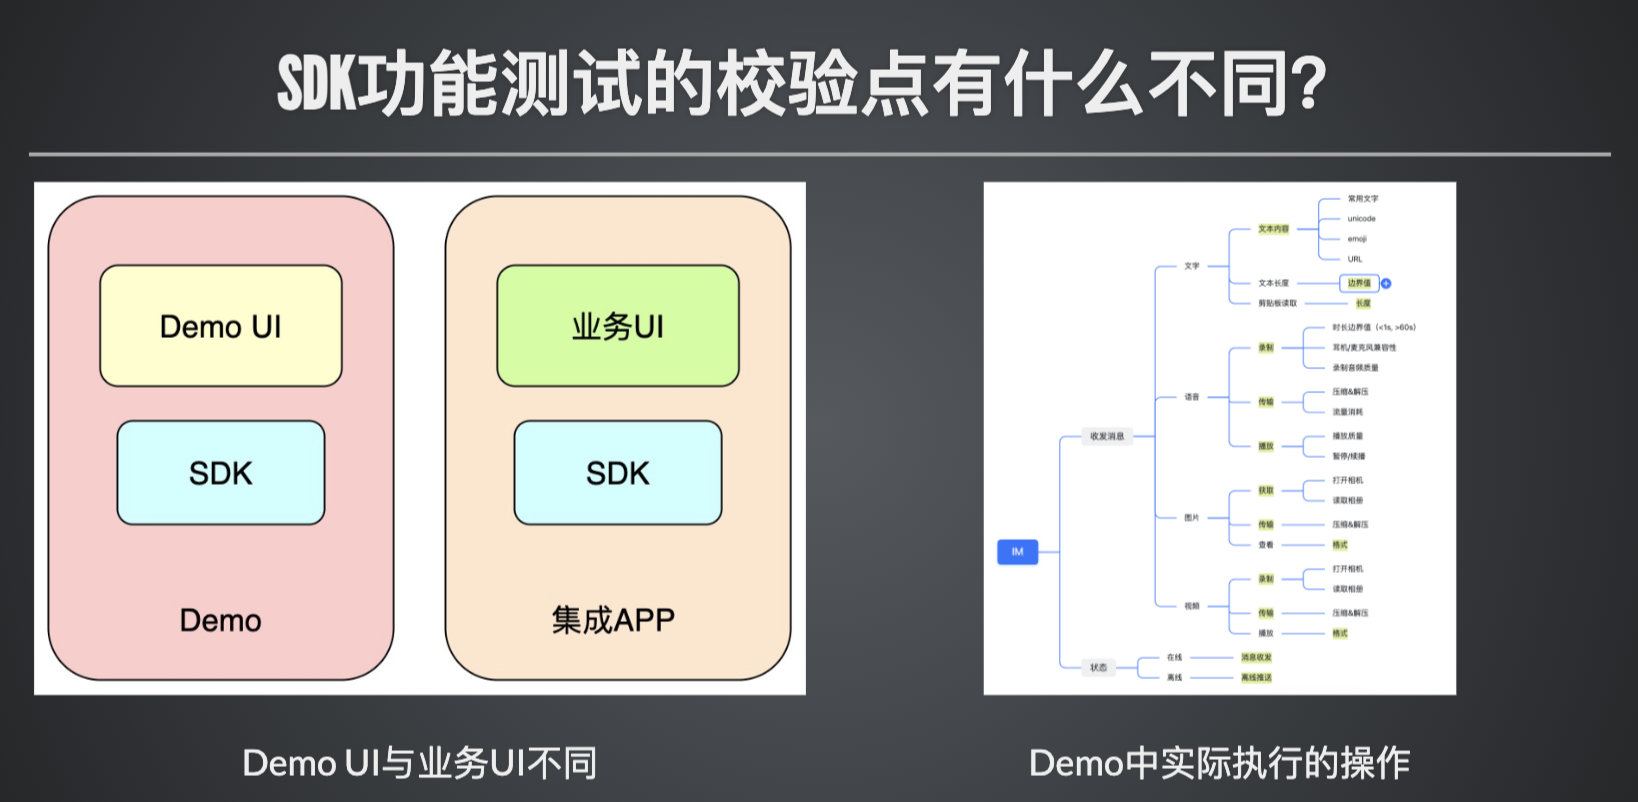 SDK功能测试的校验点有什么不同?
Demo UI
SDK
Demo
业务UI
SDK
集成APP
IM
收发消息
文字
文本内容
常用文字
unicode
emoji
URL
文本长度
边界值
剪贴板读取
长度
语音
录制
时长边界值（<1s, >60s）
耳机/麦克风兼容性
录制音频质量
传输
压缩&解压
流量消耗
播放
播放质量
暂停/续播
图片
获取
打开相机
读取相册
传输
压缩&解压
查看
格式
视频
录制
打开相机
读取相册
传输
压缩&解压
播放
格式
状态
在线
消息收发
离线
离线推送
Demo UI与业务UI不同
Demo中实际执行的操作